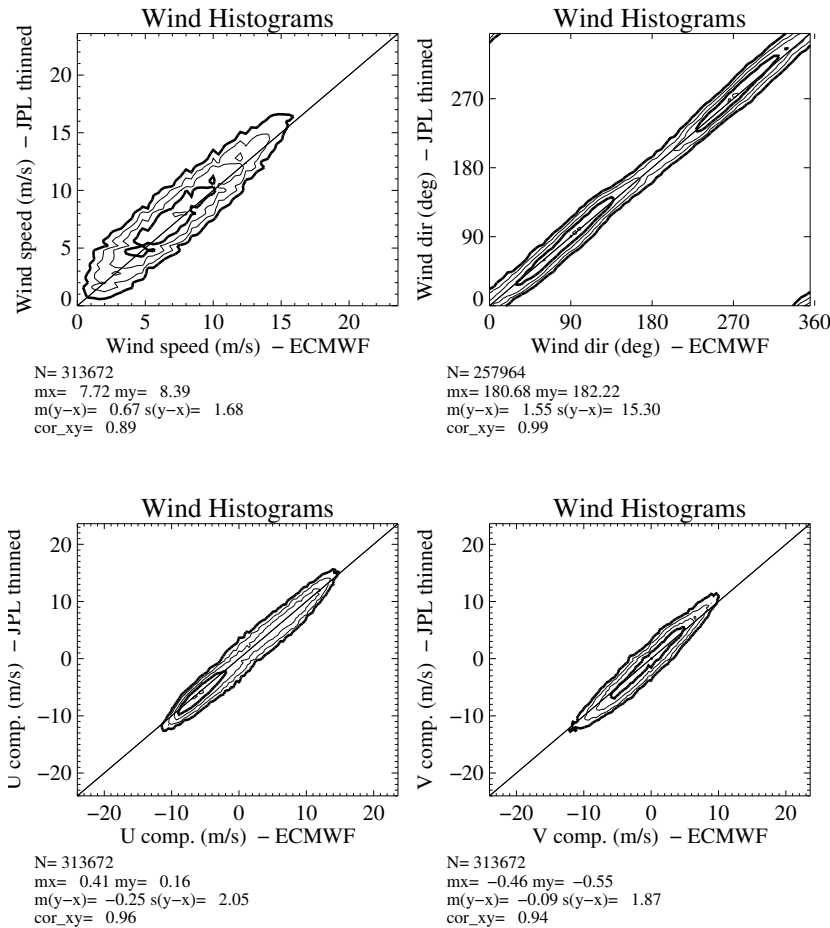 Wind Histograms
Wind speed (m/s) − JPL thinned
20
15
10
5
0
0 5 10 15 20
Wind speed (m/s) − ECMWF
N= 313672
mx= 7.72 my= 8.39
m(y−x)= 0.67 s(y−x)= 1.68
cor_xy= 0.89
Wind Histograms
Wind dir (deg) − JPL thinned
270
180
90
0
0 90 180 270 360
Wind dir (deg) − ECMWF
N= 257964
mx= 180.68 my= 182.22
m(y−x)= 1.55 s(y−x)= 15.30
cor_xy= 0.99
Wind Histograms
U comp. (m/s) − JPL thinned
20
10
0
−10
−20
−20 −10 0 10 20
U comp. (m/s) − ECMWF
N= 313672
mx= 0.41 my= 0.16
m(y−x)= −0.25 s(y−x)= 2.05
cor_xy= 0.96
Wind Histograms
V comp. (m/s) − JPL thinned
20
10
0
−10
−20
−20 −10 0 10 20
V comp. (m/s) − ECMWF
N= 313672
mx= −0.46 my= −0.55
m(y−x)= −0.09 s(y−x)= 1.87
cor_xy= 0.94